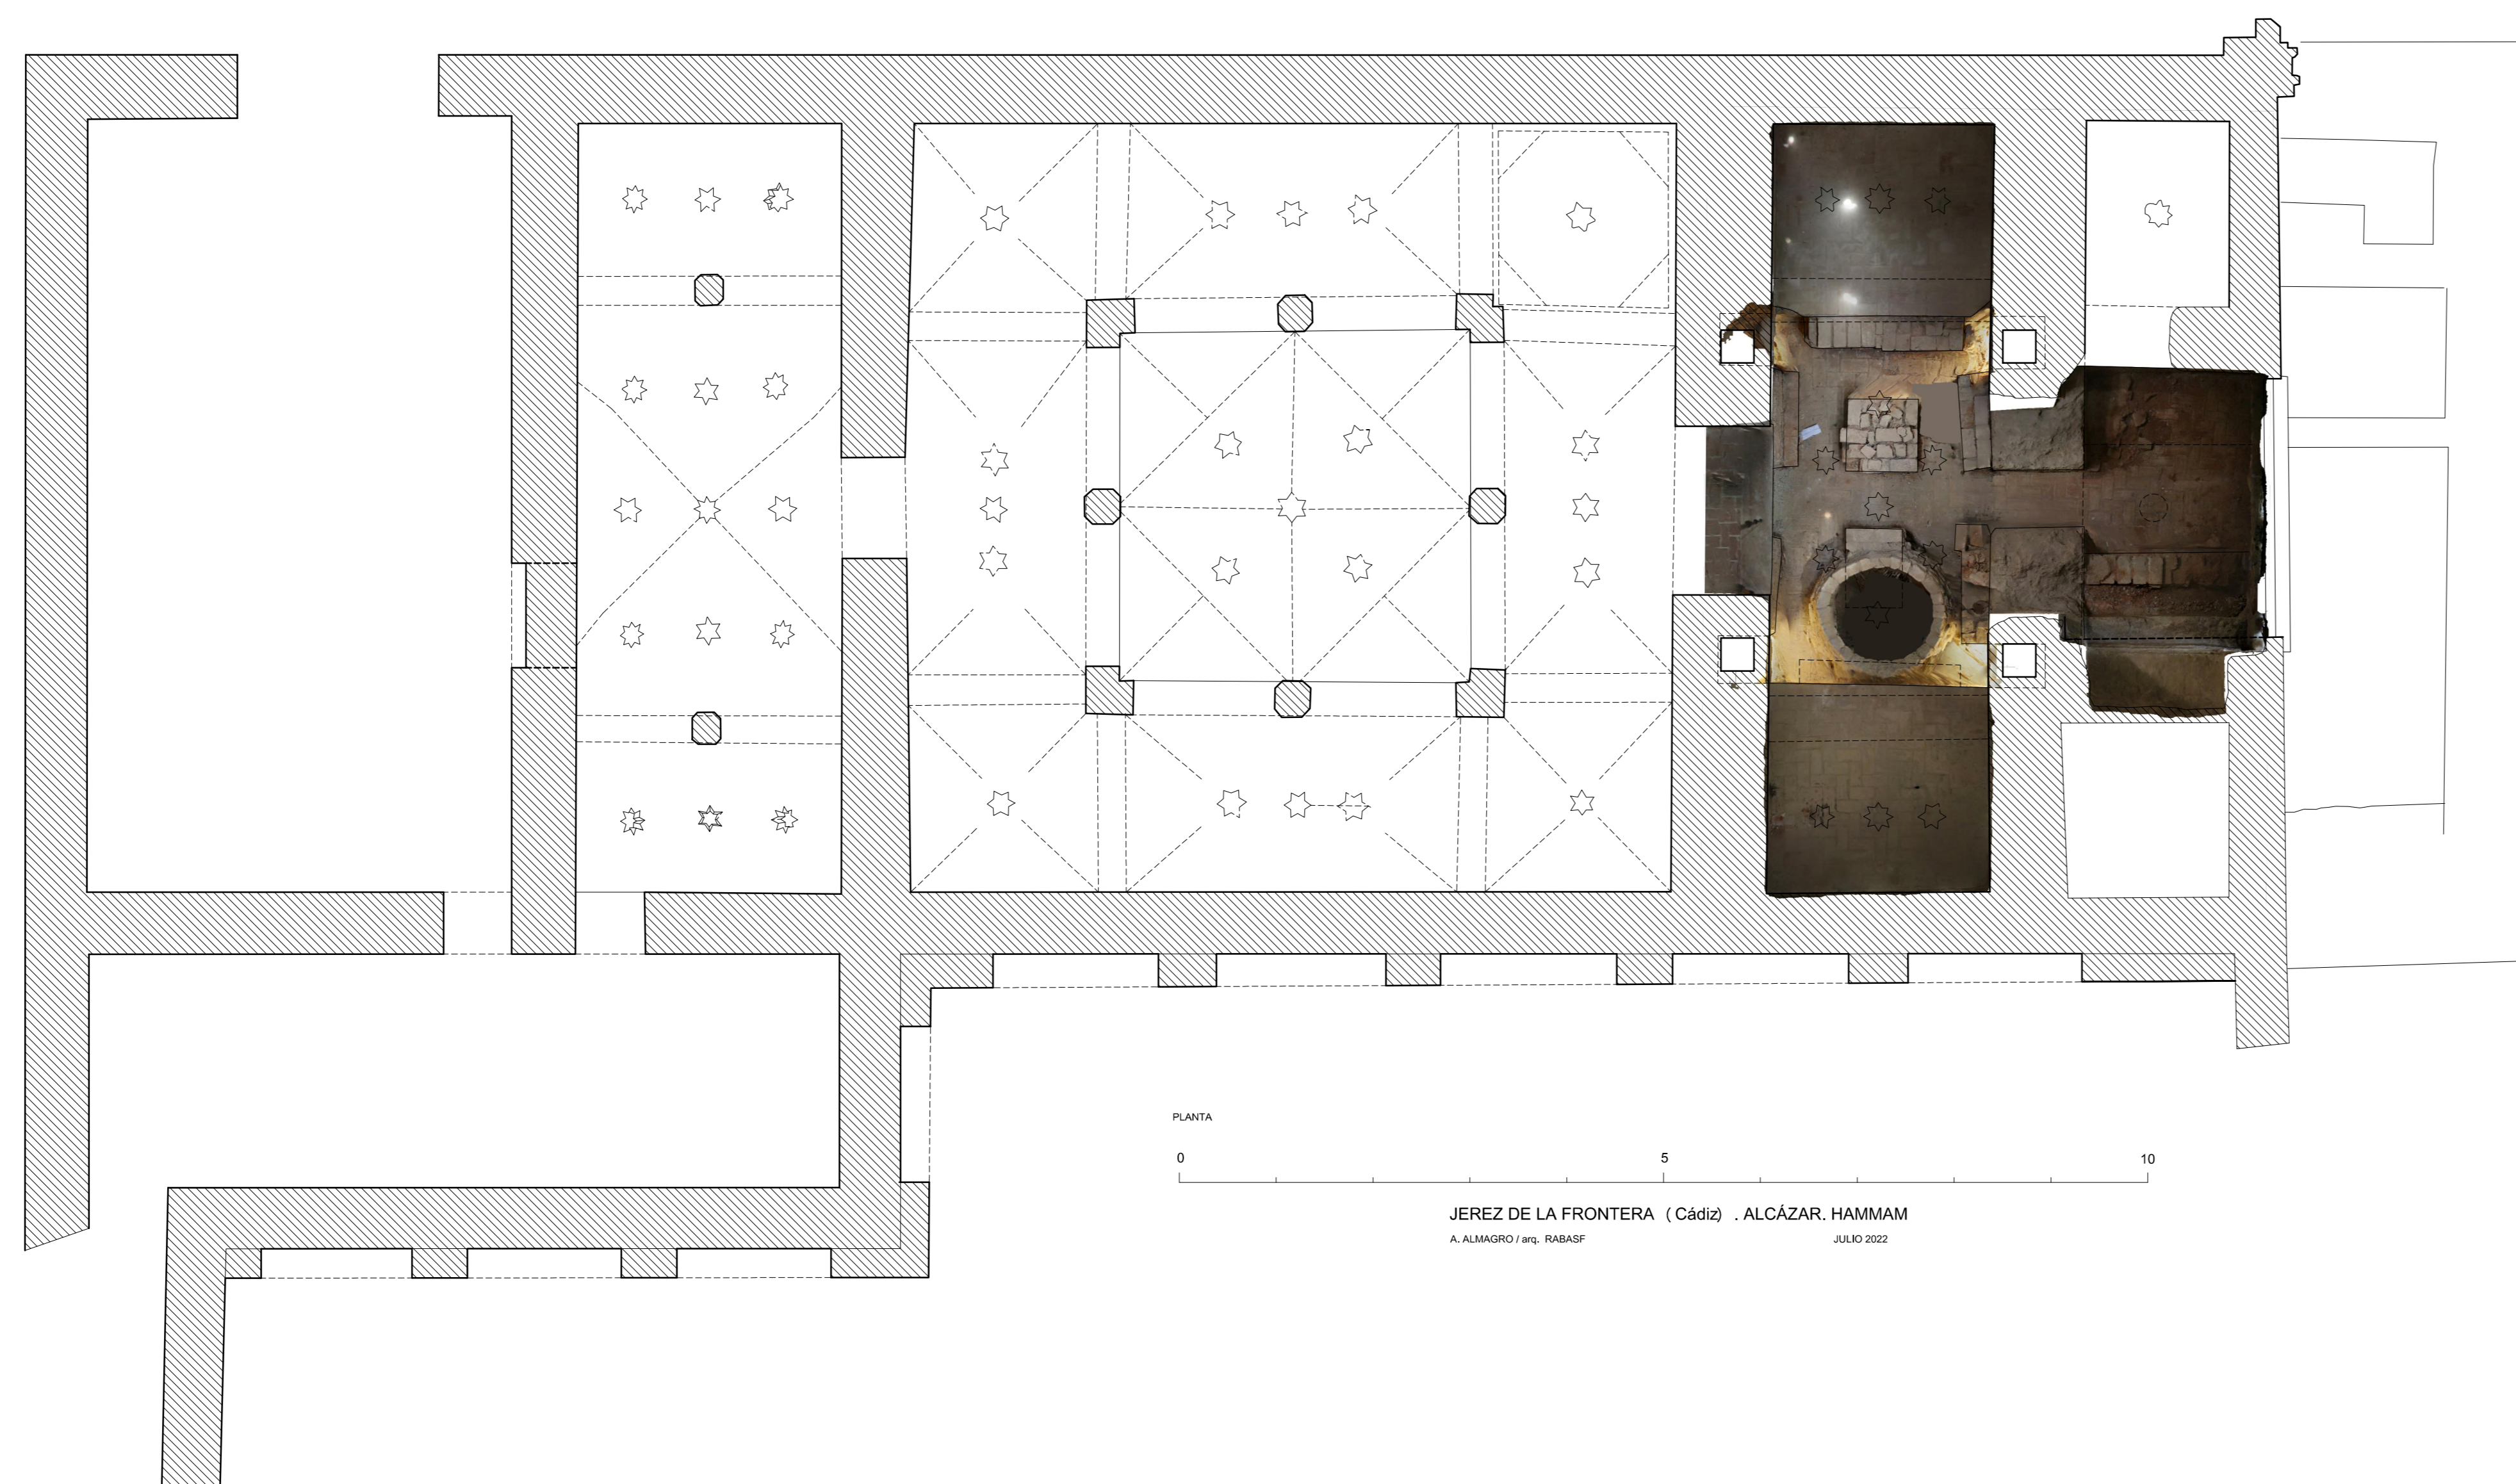 PLANTA
0 5 10
JEREZ DE LA FRONTERA ( Cádiz) . ALCÁZAR. HAMMAM
A. ALMAGRO / arq. RABASF JULIO 2022